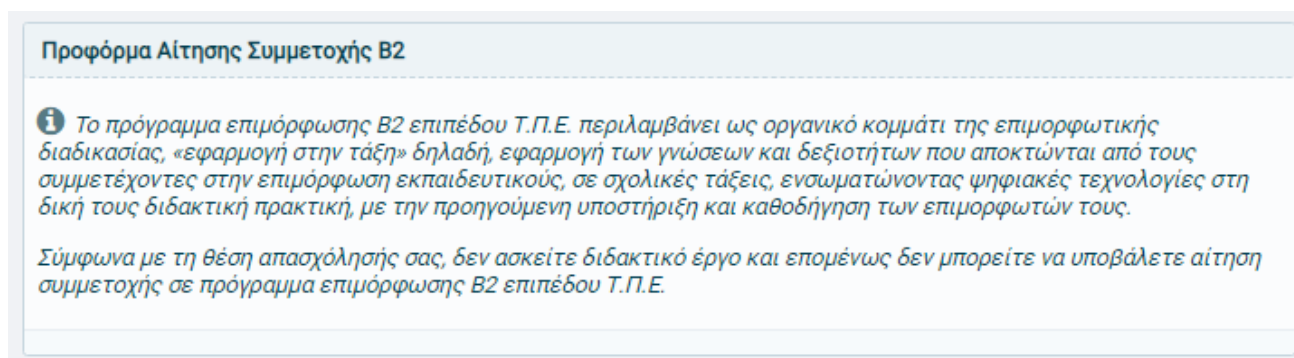 Προφόρμα Αίτησης Συμμετοχής Β2
Το πρόγραμμα επιμόρφωσης Β2 επιπέδου Τ.Π.Ε. περιλαμβάνει ως οργανικό κομμάτι της επιμορφωτικής
διαδικασίας, «εφαρμογή στην τάξη» δηλαδή, εφαρμογή των γνώσεων και δεξιοτήτων που αποκτώνται από τους
συμμετέχοντες στην επιμόρφωση εκπαιδευτικούς, σε σχολικές τάξεις, ενσωματώνοντας ψηφιακές τεχνολογίες στη
δική τους διδακτική πρακτική, με την προηγούμενη υποστήριξη και καθοδήγηση των επιμορφωτών τους.
Σύμφωνα με τη θέση απασχόλησής σας, δεν ασκείτε διδακτικό έργο και επομένως δεν μπορείτε να υποβάλετε αίτηση
συμμετοχής σε πρόγραμμα επιμόρφωσης Β2 επιπέδου Τ.Π.Ε.